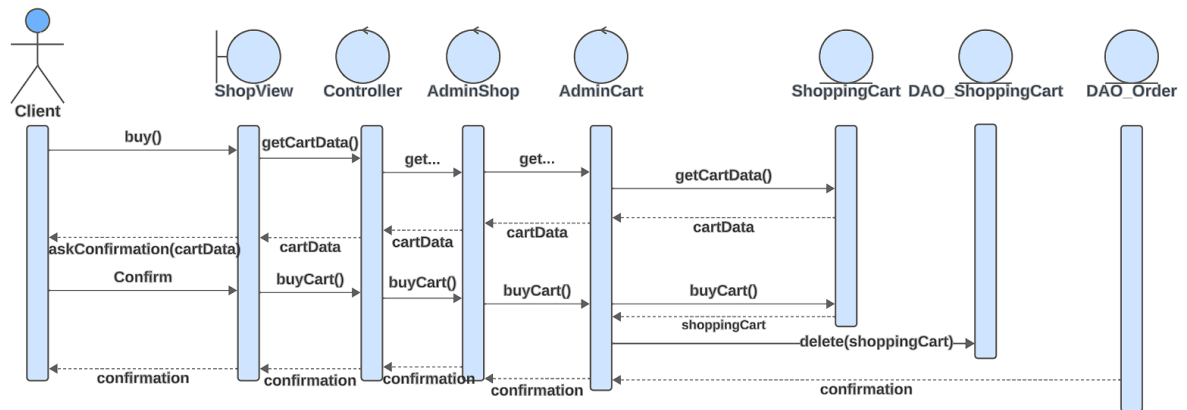 Client
ShopView
Controller
AdminShop
AdminCart
ShoppingCart
DAO_ShoppingCart
DAO_Order
buy()
getCartData()
get...
get...
getCartData()
cartData
cartData
cartData
cartData
askConfirmation(cartData)
Confirm
buyCart()
buyCart()
buyCart()
buyCart()
shoppingCart
delete(shoppingCart)
confirmation
confirmation
confirmation
confirmation
confirmation